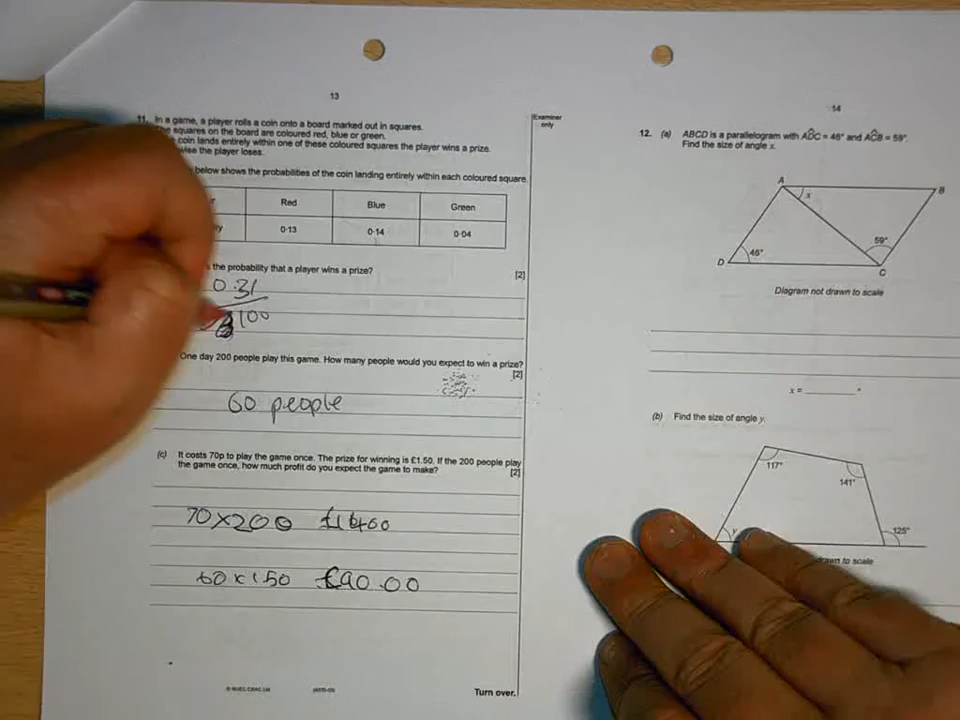 13
11. In a game, a player rolls a coin onto a board marked out in squares.
squares on the board are coloured red, blue or green.
coin lands entirely within one of these coloured squares the player wins a prize.
the player loses.
below shows the probabilities of the coin landing entirely within each coloured square.
Red Blue Green
0·13 0·14 0·04
the probability that a player wins a prize?
[2]
0.31
100
One day 200 people play this game. How many people would you expect to win a prize?
[2]
60 people
(c) It costs 70p to play the game once. The prize for winning is £1.50. If the 200 people play
the game once, how much profit do you expect the game to make?
[2]
70×200
60×150 £90.00
Turn over.
Examiner
only
14
12. (a) ABCD is a parallelogram with AD̂C = 46° and AĈB = 59°.
Find the size of angle x.
A
B
x
59°
46°
D
C
Diagram not drawn to scale
x = ________ °
(b) Find the size of angle y.
117°
141°
125°
y
drawn to scale